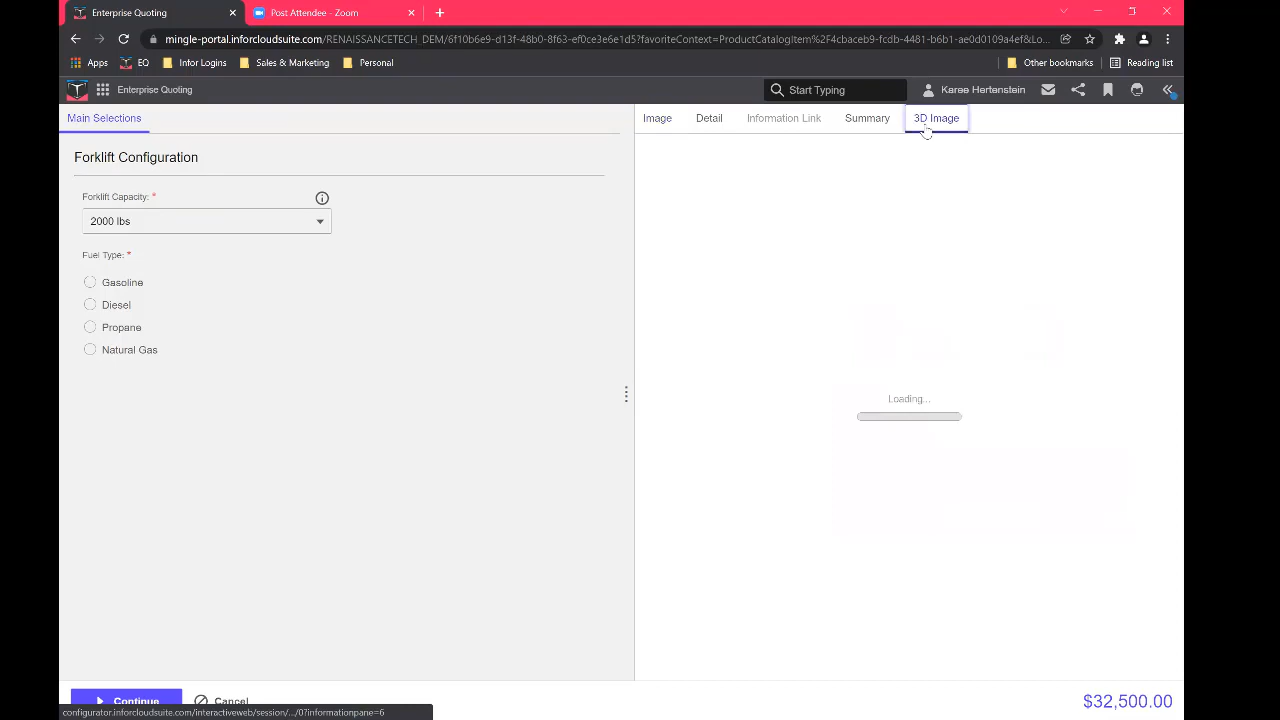 Enterprise Quoting
Post Attendee - Zoom
mingle-portal.inforcloudsuite.com/RENAISSANCETECH_DEM/6f10b6e9-d13f-48b0-8f63-ef0ce3e6e1d5?favoriteContext=ProductCatalogItem%2F4cbaceb9-fcdb-4481-b6b1-ae0d0109a4ef&Lo...
Apps
EQ
Infor Logins
Sales & Marketing
Personal
Other bookmarks
Reading list
Enterprise Quoting
Start Typing
Karee Hertenstein
Main Selections
Image
Detail
Information Link
Summary
3D Image
Forklift Configuration
Forklift Capacity: *
2000 lbs
Fuel Type: *
Gasoline
Diesel
Propane
Natural Gas
Loading...
Continue
Cancel
$32,500.00
configurator.inforcloudsuite.com/interactiveweb/session/.../0?informationpane=6